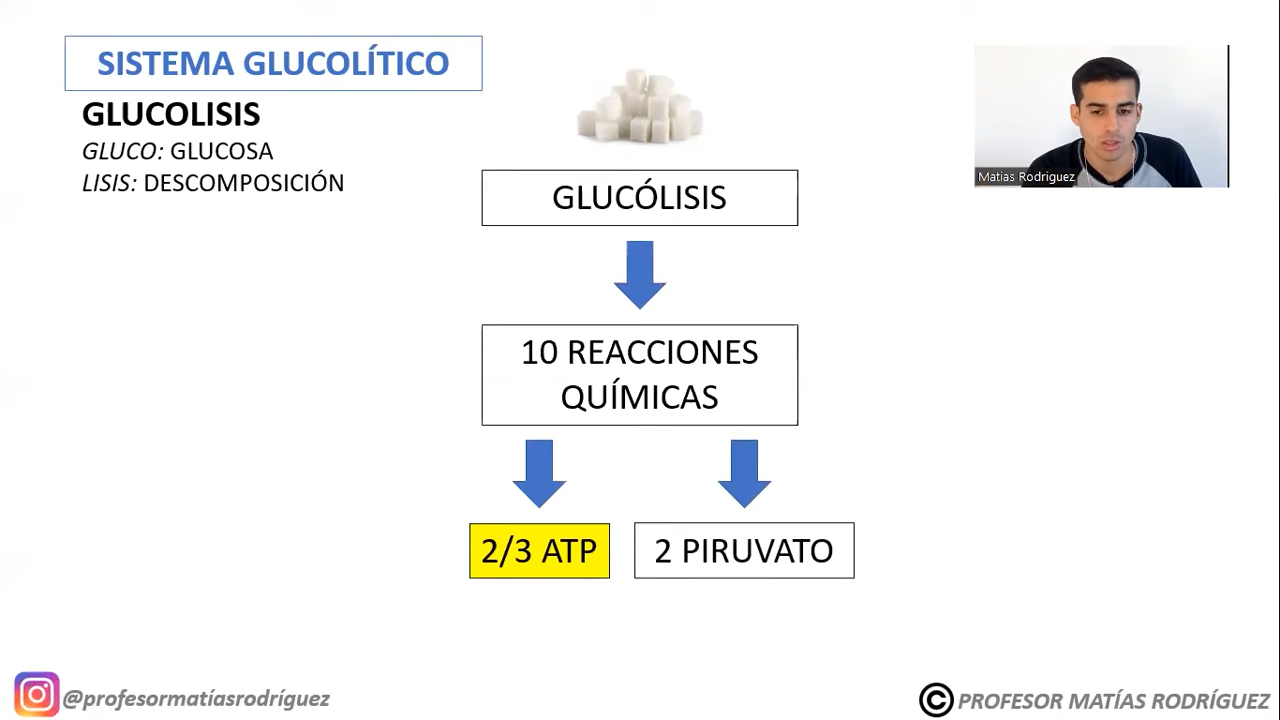 SISTEMA GLUCOLÍTICO
GLUCOLISIS
GLUCO: GLUCOSA
LISIS: DESCOMPOSICIÓN
Matias Rodriguez
GLUCÓLISIS
10 REACCIONES
QUÍMICAS
2/3 ATP
2 PIRUVATO
@profesormatíasrodríguez
© PROFESOR MATÍAS RODRÍGUEZ